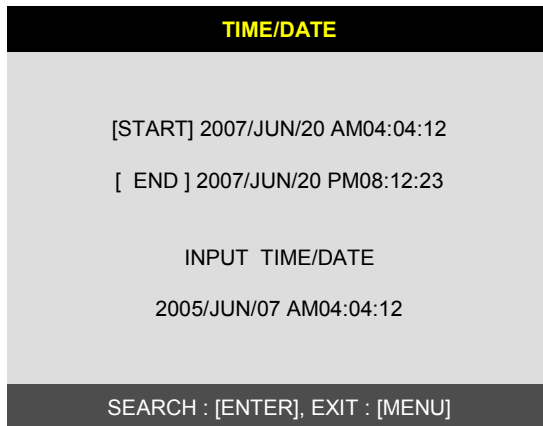 TIME/DATE
[START] 2007/JUN/20 AM04:04:12
[  END ] 2007/JUN/20 PM08:12:23
INPUT  TIME/DATE
2005/JUN/07 AM04:04:12
SEARCH : [ENTER], EXIT : [MENU]